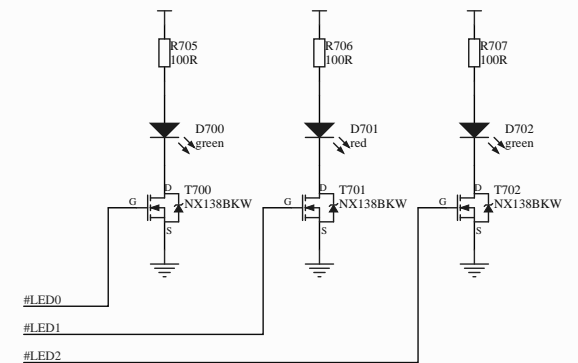 R705
100R
R706
100R
R707
100R
D700
green
D701
red
D702
green
D
T700
G
NX138BKW
S
D
T701
G
NX138BKW
S
D
T702
G
NX138BKW
S
#LED0
#LED1
#LED2